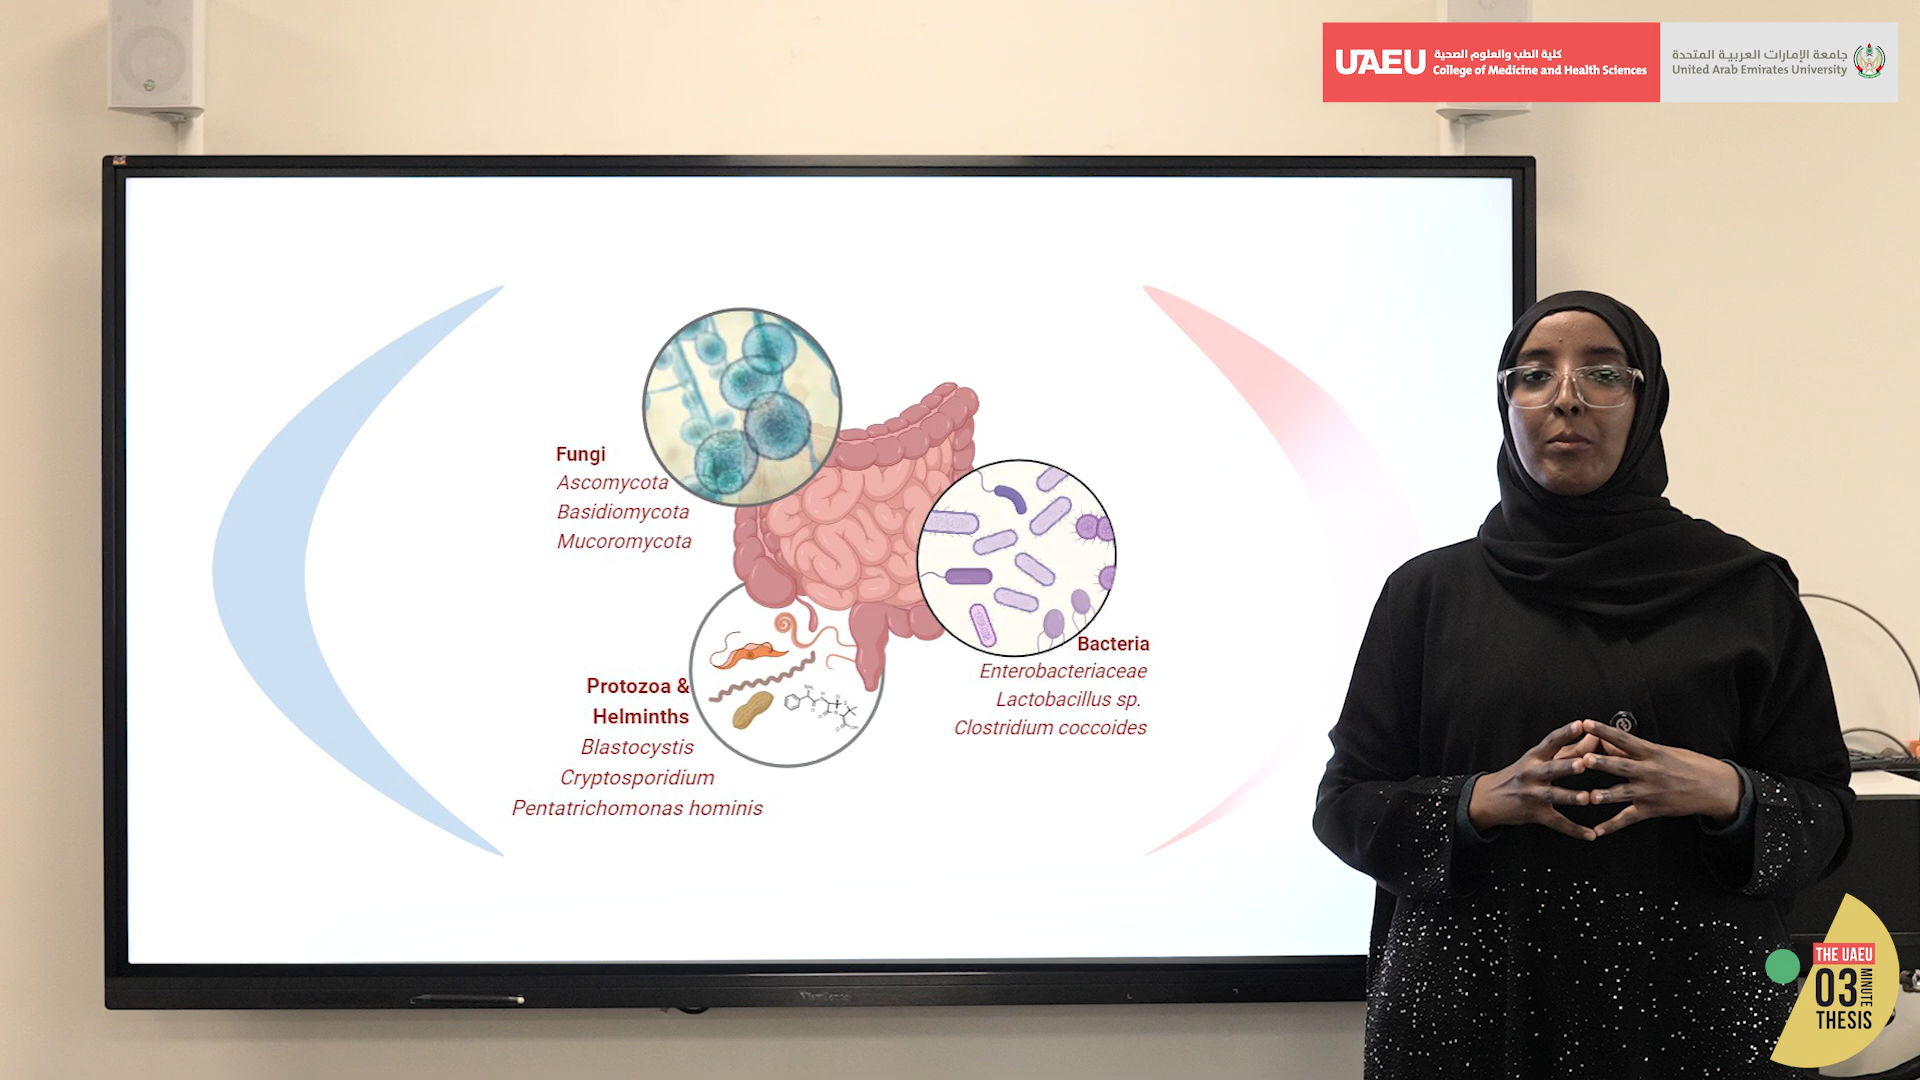 UAEU
كلية الطب والعلوم الصحية
College of Medicine and Health Sciences
جامعة الإمارات العربية المتحدة
United Arab Emirates University
Fungi
Ascomycota
Basidiomycota
Mucoromycota
Bacteria
Enterobacteriaceae
Lactobacillus sp.
Clostridium coccoides
Protozoa &
Helminths
Blastocystis
Cryptosporidium
Pentatrichomonas hominis
ViewSonic
THE UAEU
03
MINUTE
THESIS